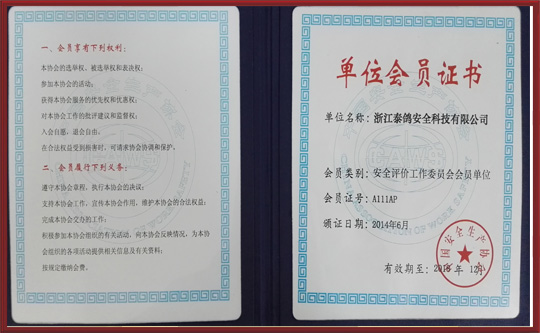 一、会员享有下列权利：
本协会的选举权、被选举权和表决权；
参加本协会的活动；
获得本协会服务的优先权和优惠权；
对本协会工作的批评建议和监督权；
入会自愿、退会自由。
在合法权益受到损害时，可请求协会协调和保护。
二、会员履行下列义务：
遵守本协会章程，执行本协会的决议；
支持本协会工作，宣传本协会作用，维护本协会的合法权益；
完成本协会交办的工作；
积极参加本协会组织的有关活动，向本协会反映情况，为本协
会组织的各项活动提供相关信息及有关资料；
按规定缴纳会费。
单位会员证书
单位名称：浙江泰鸽安全科技有限公司
会员类别：安全评价工作委员会会员单位
会员证号：A111AP
颁证日期：2014年6月
有效期至：2018 年 12月
国安全生产协会